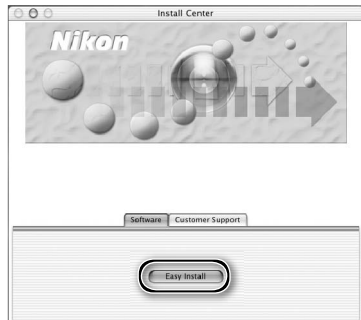 Install Center
Nikon
Software
Customer Support
Easy Install